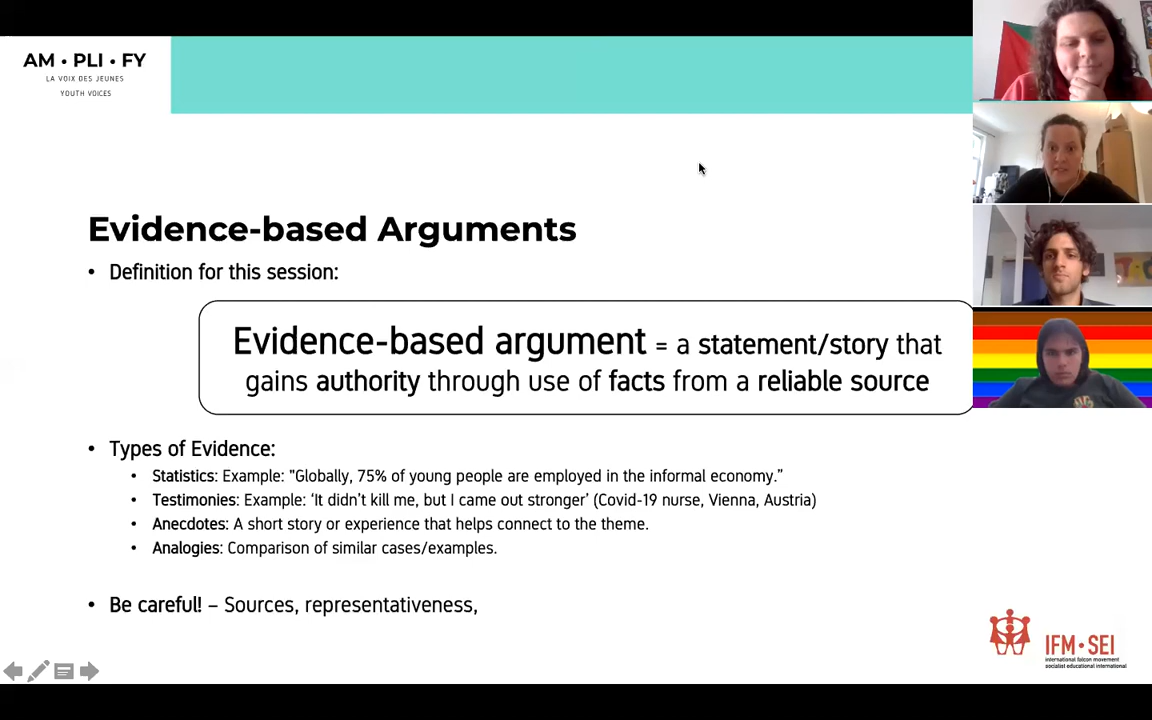 AM • PLI • FY
LA VOIX DES JEUNES
YOUTH VOICES
Evidence-based Arguments
• Definition for this session:
Evidence-based argument = a statement/story that
gains authority through use of facts from a reliable source
• Types of Evidence:
• Statistics: Example: "Globally, 75% of young people are employed in the informal economy."
• Testimonies: Example: ‘It didn’t kill me, but I came out stronger’ (Covid-19 nurse, Vienna, Austria)
• Anecdotes: A short story or experience that helps connect to the theme.
• Analogies: Comparison of similar cases/examples.
• Be careful! – Sources, representativeness,
IFM • SEI
international falcon movement
socialist educational international